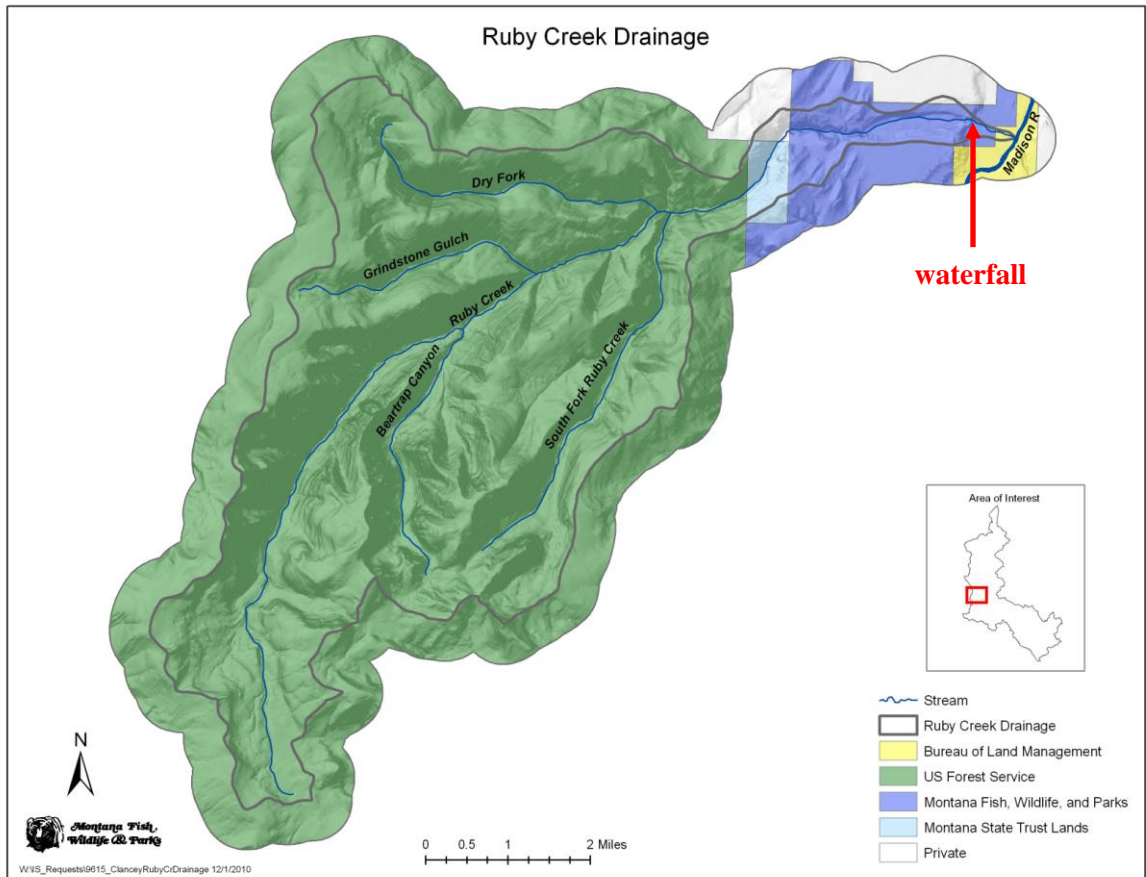 Ruby Creek Drainage
Dry Fork
Grindstone Gulch
Ruby Creek
Beartrap Canyon
South Fork Ruby Creek
Madison R
waterfall
Area of Interest
Stream
Ruby Creek Drainage
Bureau of Land Management
US Forest Service
Montana Fish, Wildlife, and Parks
Montana State Trust Lands
Private
N
Montana Fish
Wildlife & Parks
0 0.5 1 2 Miles
W:\IS_Requests\9615_ClanceyRubyCrDrainage 12/1/2010